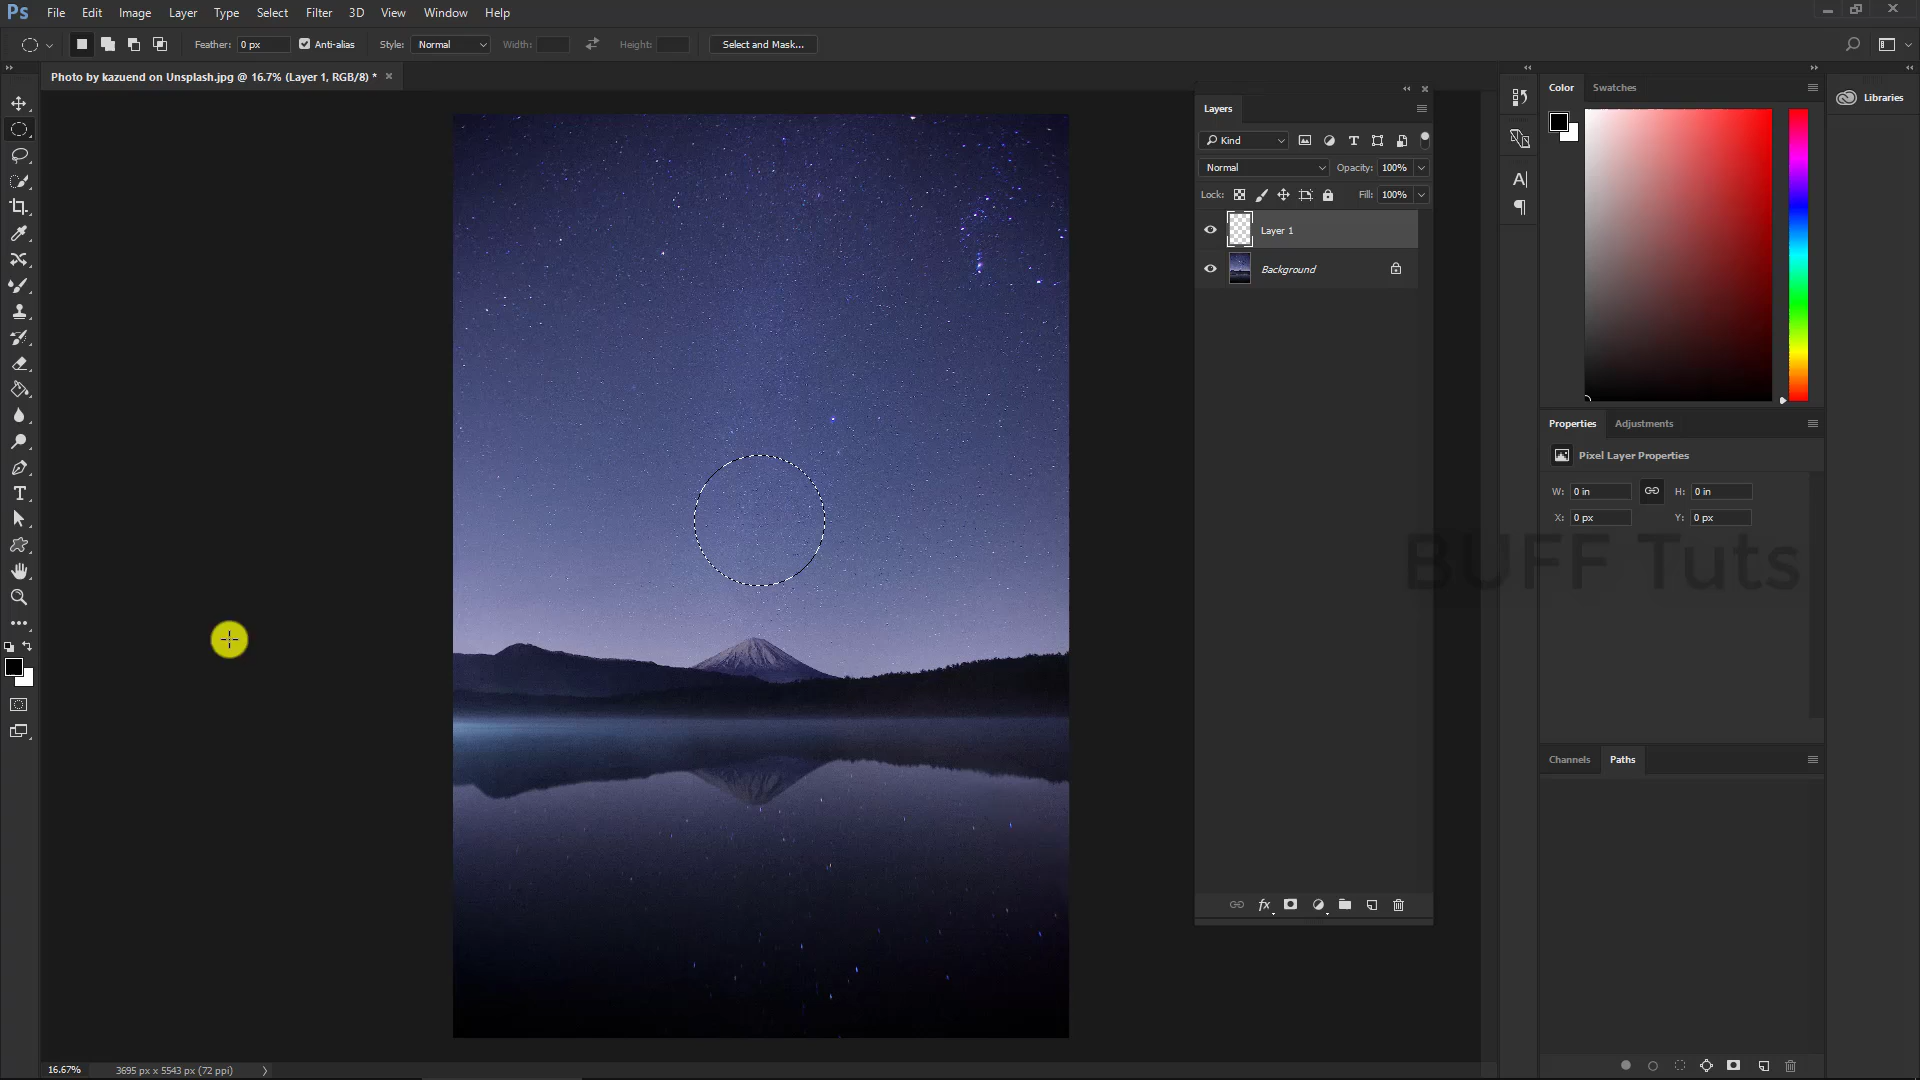 Ps File Edit Image Layer Type Select Filter 3D View Window Help
Feather: 0 px Anti-alias Style: Normal Width: Height: Select and Mask...
Photo by kazuend on Unsplash.jpg @ 16.7% (Layer 1, RGB/8) *
Layers
Kind
Normal Opacity: 100%
Lock: Fill: 100%
Layer 1
Background
Color Swatches
Libraries
Properties Adjustments
Pixel Layer Properties
W: 0 in H: 0 in
X: 0 px Y: 0 px
BUFF Tuts
Channels Paths
16.67% 3695 px x 5543 px (72 ppi)